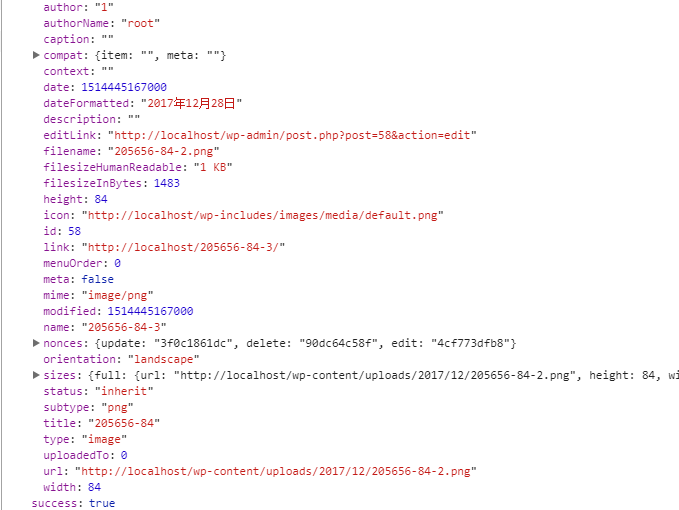 author: "1"
authorName: "root"
caption: ""
compat: {item: "", meta: ""}
context: ""
date: 1514445167000
dateFormatted: "2017年12月28日"
description: ""
editLink: "http://localhost/wp-admin/post.php?post=58&action=edit"
filename: "205656-84-2.png"
filesizeHumanReadable: "1 KB"
filesizeInBytes: 1483
height: 84
icon: "http://localhost/wp-includes/images/media/default.png"
id: 58
link: "http://localhost/205656-84-3/"
menuOrder: 0
meta: false
mime: "image/png"
modified: 1514445167000
name: "205656-84-3"
nonces: {update: "3f0c1861dc", delete: "90dc64c58f", edit: "4cf773dfb8"}
orientation: "landscape"
sizes: {full: {url: "http://localhost/wp-content/uploads/2017/12/205656-84-2.png", height: 84, wi
status: "inherit"
subtype: "png"
title: "205656-84"
type: "image"
uploadedTo: 0
url: "http://localhost/wp-content/uploads/2017/12/205656-84-2.png"
width: 84
success: true